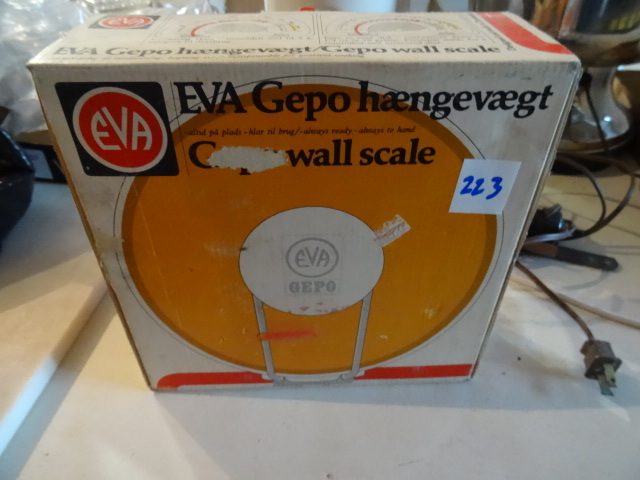 EVA Gepo hængevægt/Gepo wall scale
EVA
EVA Gepo hængevægt
altid på plads - klar til brug/-always ready - always to hand
wall scale
223
EVA
GEPO